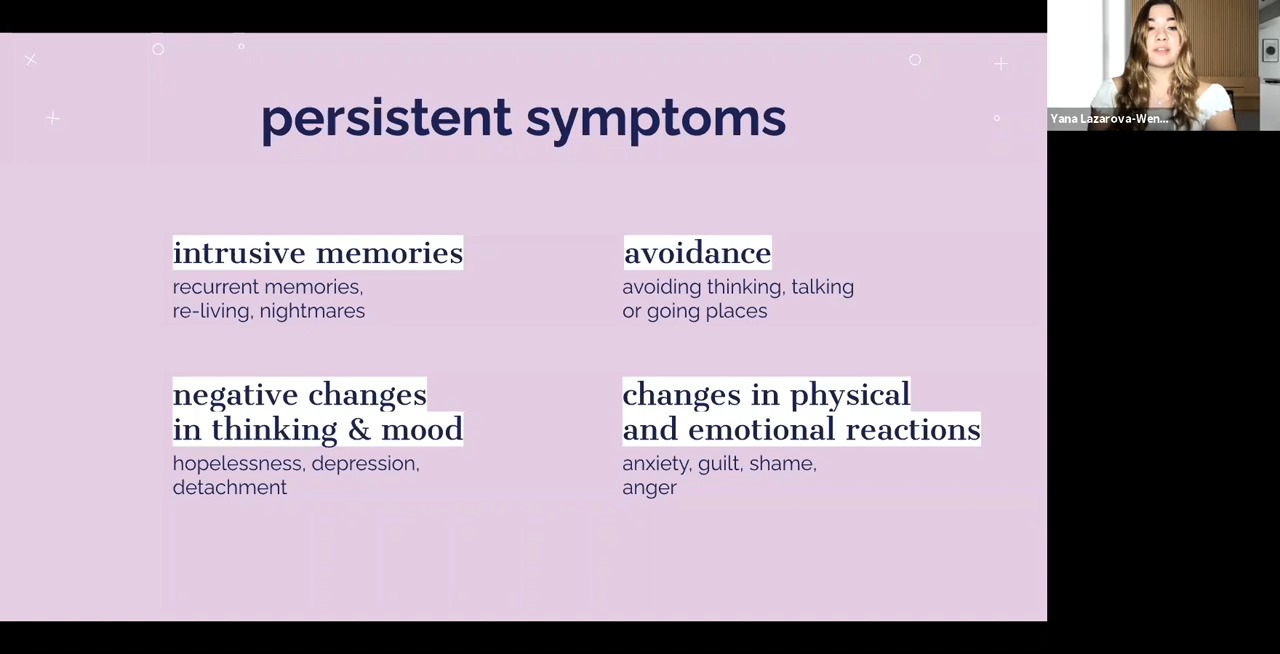 persistent symptoms
intrusive memories
recurrent memories,
re-living, nightmares
avoidance
avoiding thinking, talking
or going places
negative changes
in thinking & mood
hopelessness, depression,
detachment
changes in physical
and emotional reactions
anxiety, guilt, shame,
anger
Yana Lazarova-Wen...